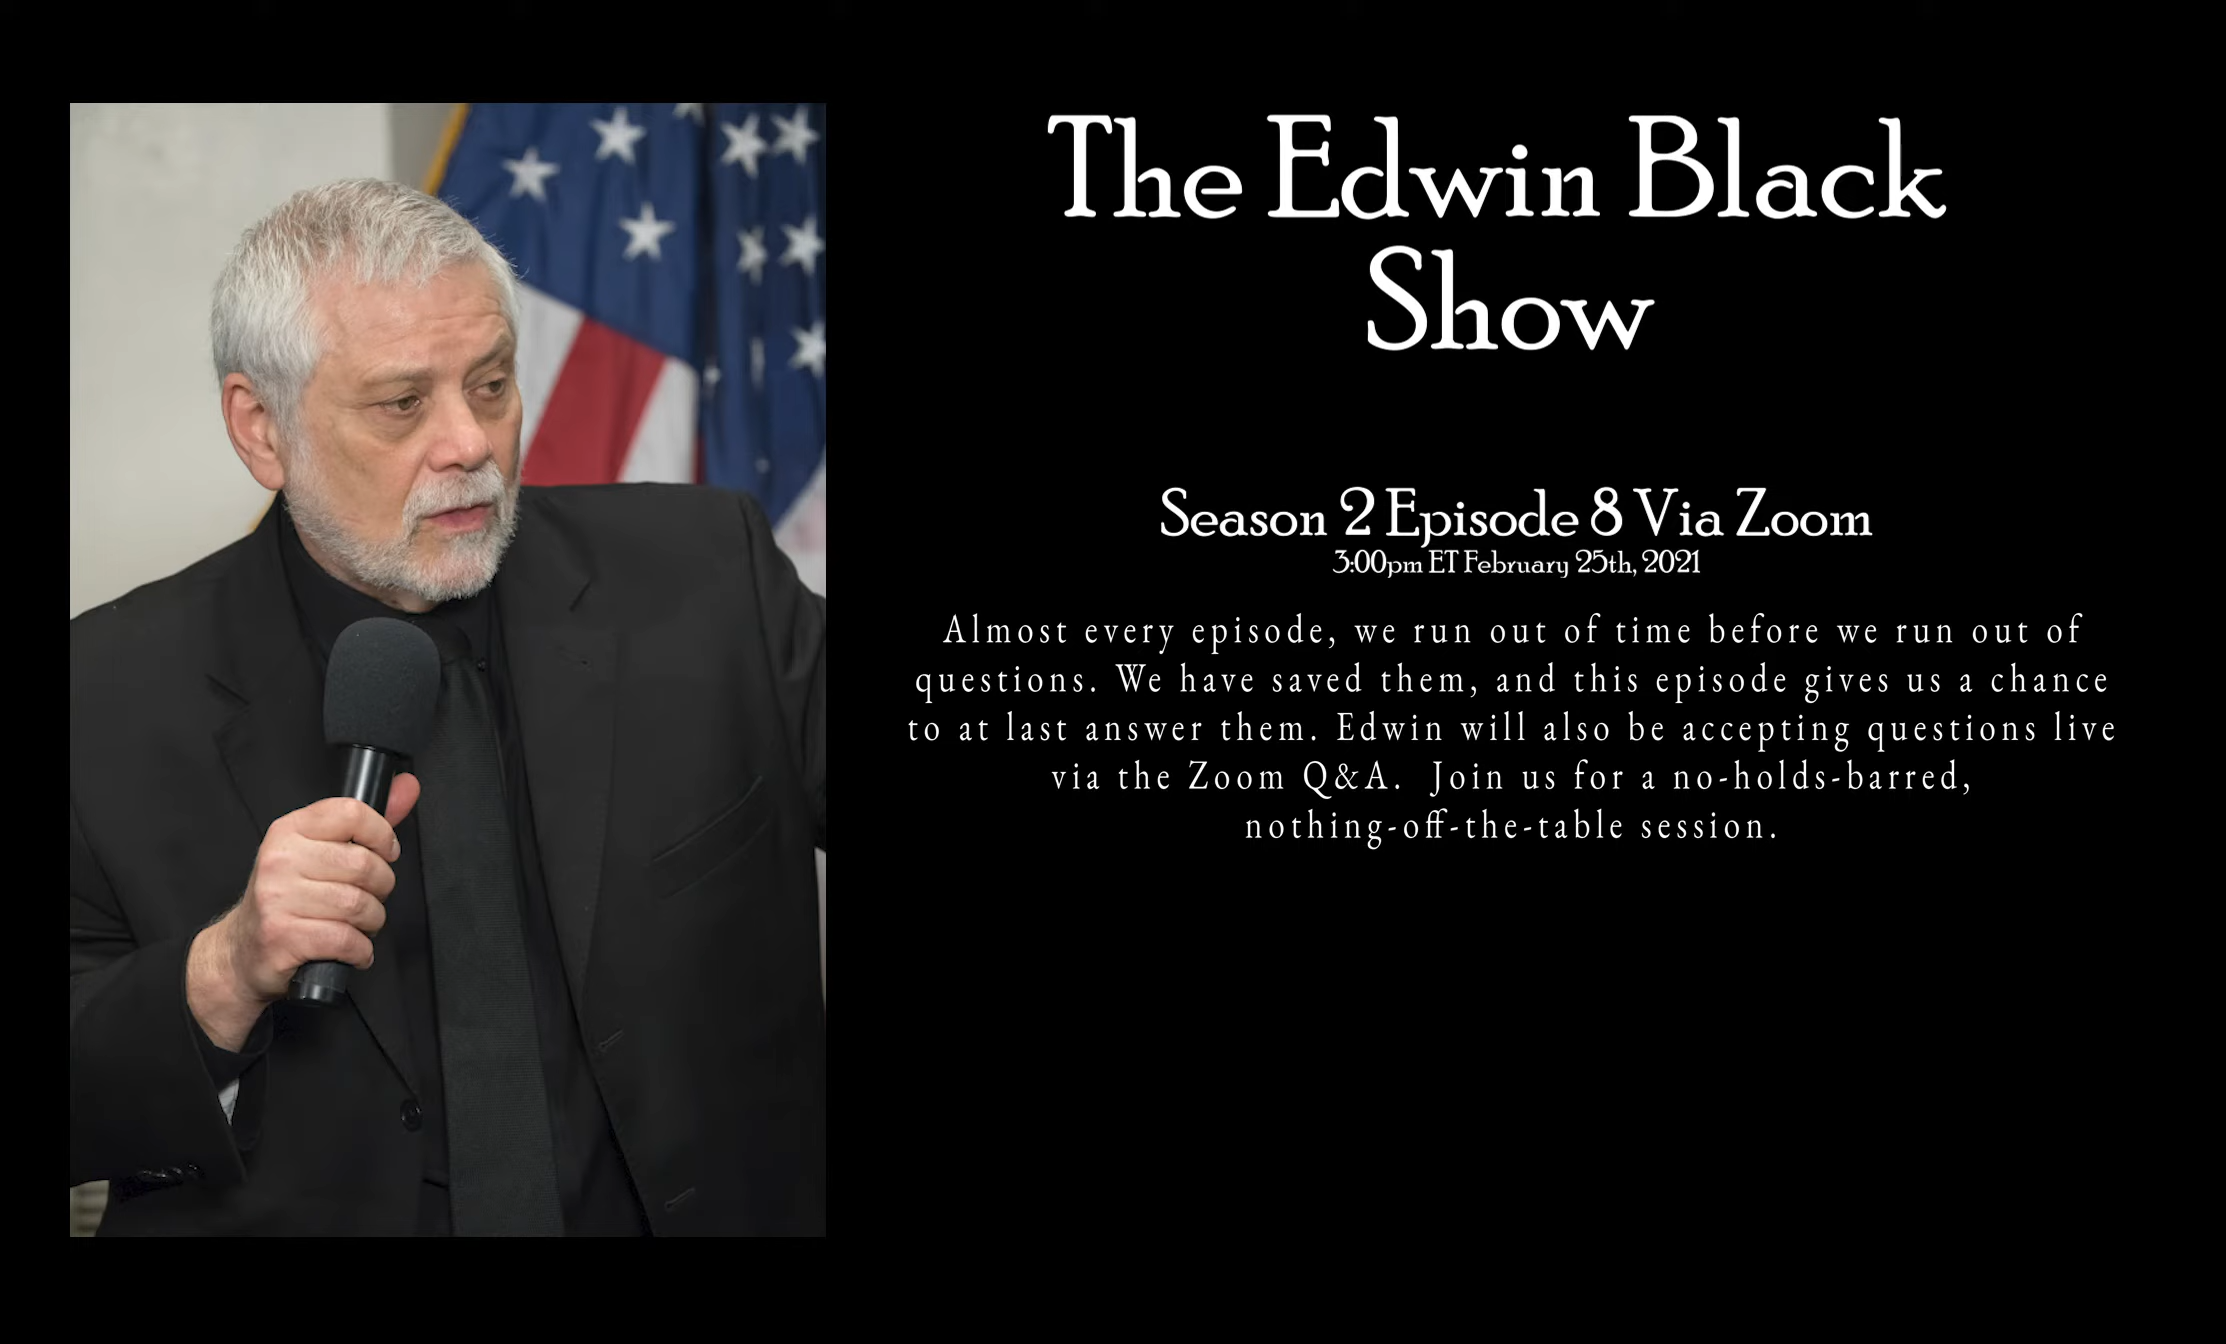 The Edwin Black
Show
Season 2 Episode 8 Via Zoom
3:00pm ET February 25th, 2021
Almost every episode, we run out of time before we run out of
questions. We have saved them, and this episode gives us a chance
to at last answer them. Edwin will also be accepting questions live
via the Zoom Q&A. Join us for a no-holds-barred,
nothing-off-the-table session.